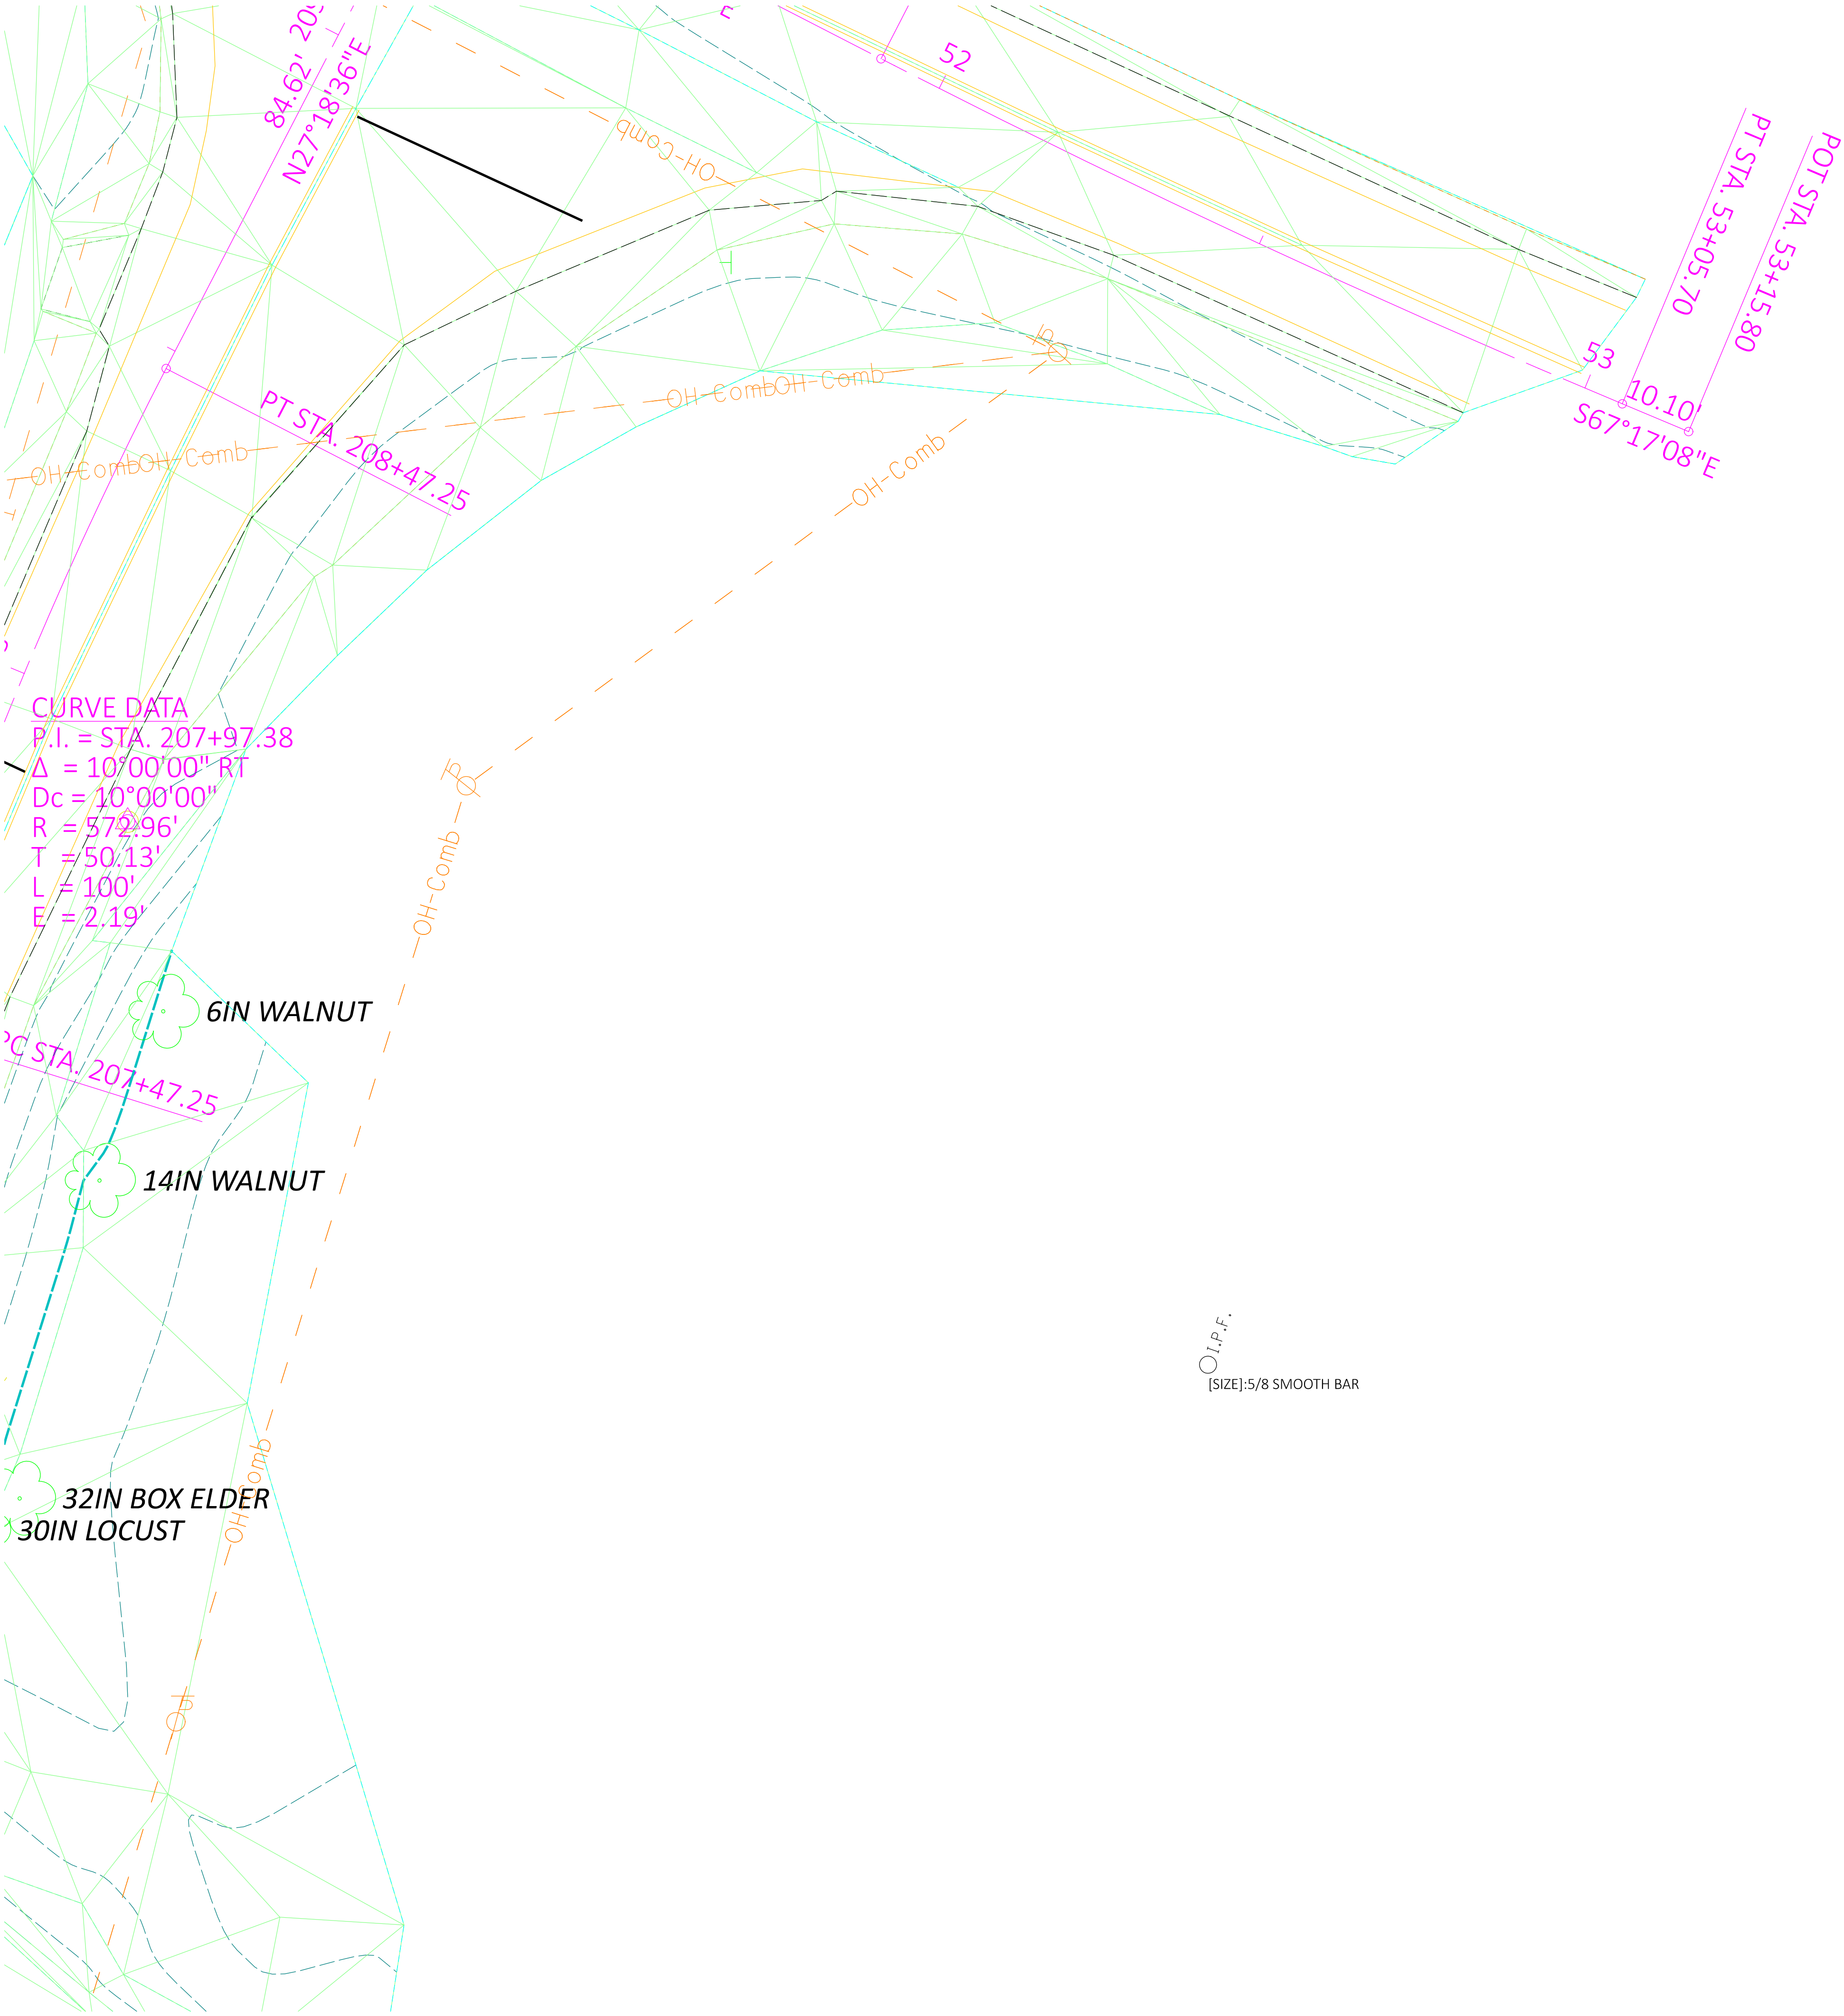 84.62'
N27°18'36"E
52
PT STA. 53+05.70
POT STA. 53+15.80
OH-Comb
53
10.10'
S67°17'08"E
PT STA. 208+47.25
OH-Comb
OH-Comb
OH-Comb
OH-Comb
OH-Comb
P
CURVE DATA
P.I. = STA. 207+97.38
Δ = 10°00'00" RT
Dc = 10°00'00"
R = 572.96'
T = 50.13'
L = 100'
E = 2.19'
P
OH-Comb
6IN WALNUT
PC STA. 207+47.25
14IN WALNUT
I.P.F.
[SIZE]:5/8 SMOOTH BAR
OH-Comb
32IN BOX ELDER
30IN LOCUST